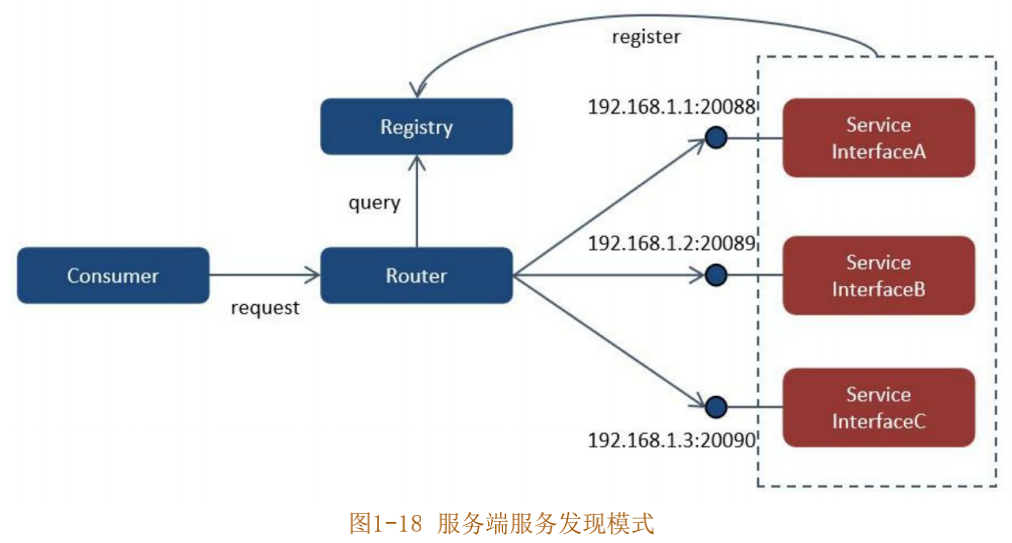 register
192.168.1.1:20088
Service
InterfaceA
Registry
query
192.168.1.2:20089
Service
InterfaceB
Consumer
request
Router
Service
InterfaceC
192.168.1.3:20090
图1-18 服务端服务发现模式